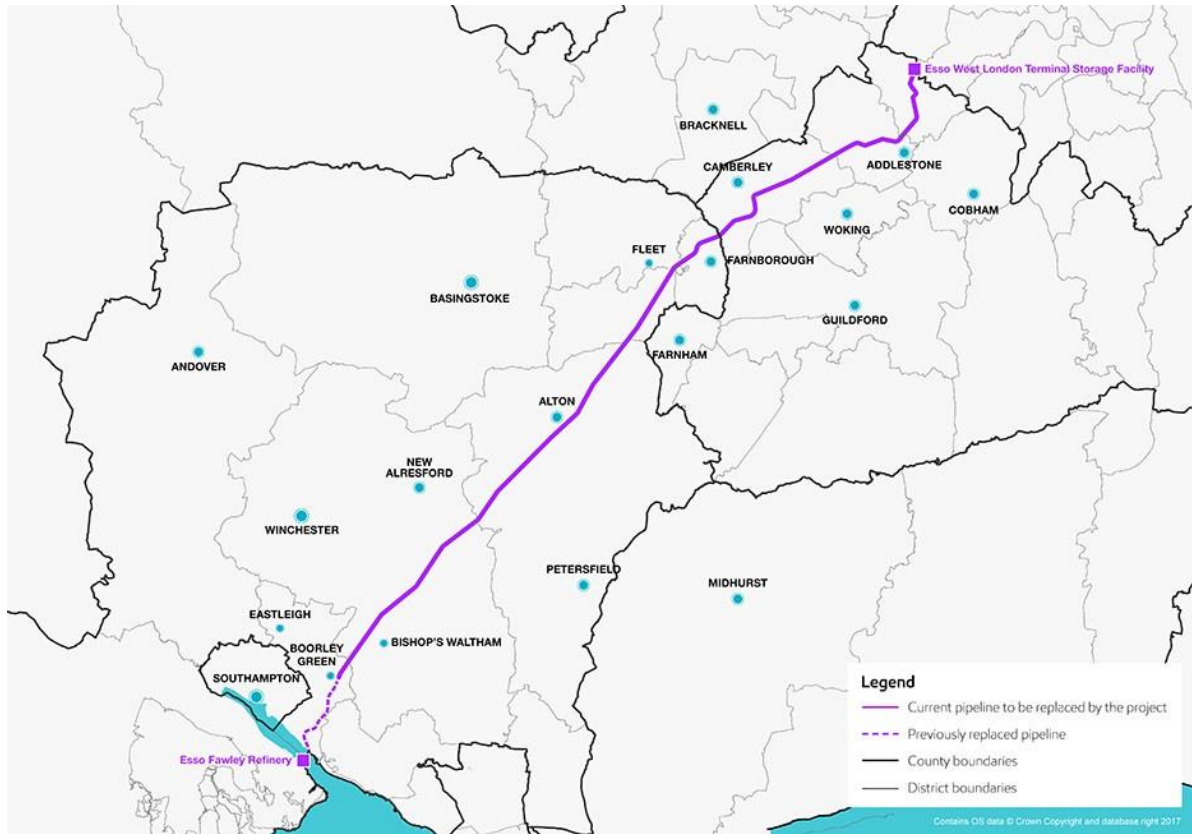 Esso West London Terminal Storage Facility
BRACKNELL
CAMBERLEY
ADDLESTONE
COBHAM
WOKING
FLEET
FARNBOROUGH
BASINGSTOKE
GUILDFORD
ANDOVER
FARNHAM
ALTON
NEW
ALRESFORD
WINCHESTER
PETERSFIELD
MIDHURST
EASTLEIGH
BISHOP'S WALTHAM
BOORLEY
GREEN
SOUTHAMPTON
Esso Fawley Refinery
Legend
Current pipeline to be replaced by the project
Previously replaced pipeline
County boundaries
District boundaries
Contains OS data © Crown Copyright and database right 2017